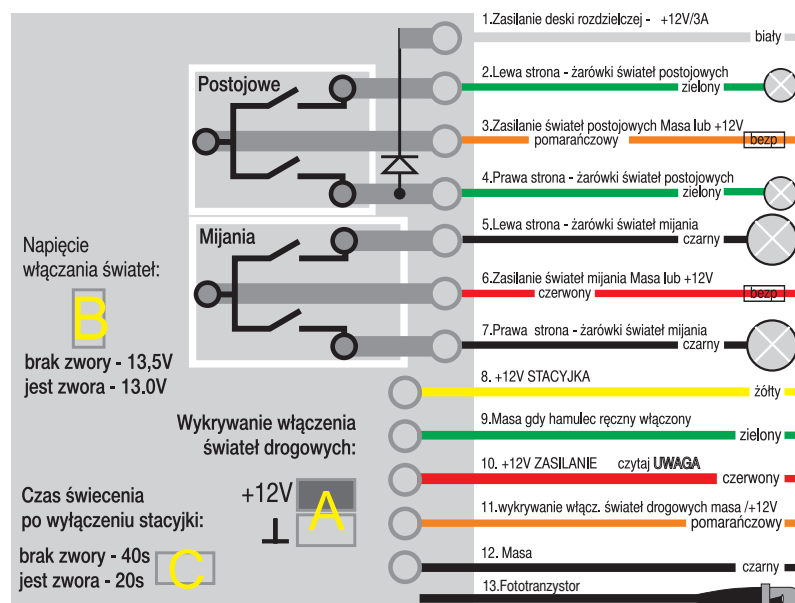 1.Zasilanie deski rozdzielczej - +12V/3A
biały
Postojowe
2.Lewa strona - żarówki świateł postojowych
zielony
3.Zasilanie świateł postojowych Masa lub +12V
pomarańczowy
bezp
4.Prawa strona - żarówki świateł postojowych
zielony
Mijania
5.Lewa strona - żarówki świateł mijania
czarny
6.Zasilanie świateł mijania Masa lub +12V
czerwony
bezp
7.Prawa strona - żarówki świateł mijania
czarny
Napięcie
włączania świateł:
B
brak zwory - 13,5V
jest zwora - 13.0V
8. +12V STACYJKA
żółty
Wykrywanie włączenia
świateł drogowych:
9.Masa gdy hamulec ręczny włączony
zielony
10. +12V ZASILANIE czytaj UWAGA
czerwony
+12V
A
Czas świecenia
po wyłączeniu stacyjki:
11.wykrywanie włącz. świateł drogowych masa /+12V
pomarańczowy
brak zwory - 40s
jest zwora - 20s
C
12. Masa
czarny
13.Fototranzystor